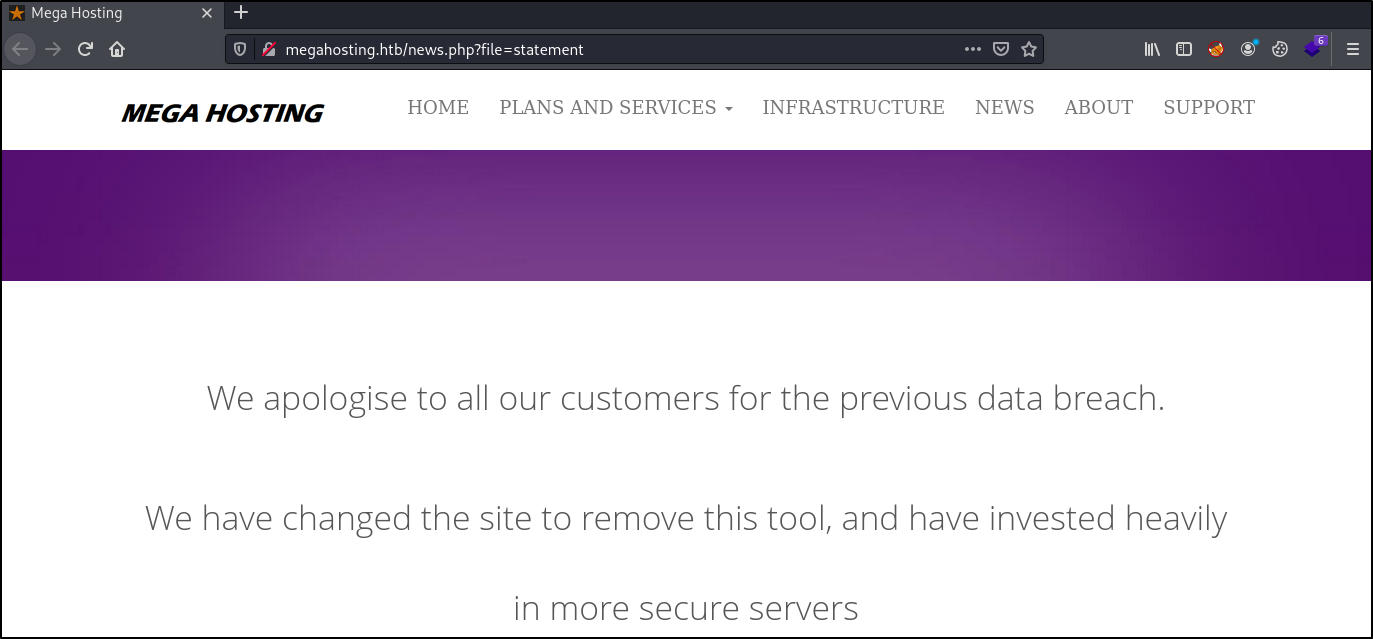 Mega Hosting
megahosting.htb/news.php?file=statement
6
MEGA HOSTING
HOME PLANS AND SERVICES INFRASTRUCTURE NEWS ABOUT SUPPORT
We apologise to all our customers for the previous data breach.
We have changed the site to remove this tool, and have invested heavily
in more secure servers